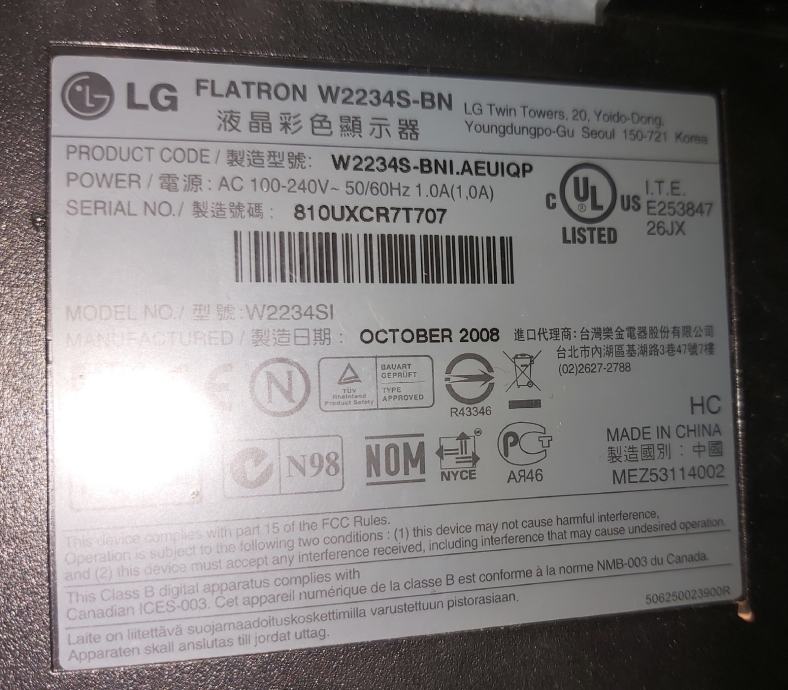 LG FLATRON W2234S-BN
液晶彩色顯示器
LG Twin Towers, 20, Yoido-Dong,
Youngdungpo-Gu Seoul 150-721 Korea
PRODUCT CODE / 製造型號: W2234S-BNI.AEUIQP
POWER / 電源: AC 100-240V~ 50/60Hz 1.0A(1,0A)
SERIAL NO./ 製造號碼: 810UXCR7T707
C UL US
®
LISTED
I.T.E.
E253847
26JX
MODEL NO./ 型號:W2234SI
MANUFACTURED / 製造日期: OCTOBER 2008
進口代理商:台灣樂金電器股份有限公司
台北市內湖區基湖路3巷47號7樓
(02)2627-2788
N
TÜV
Rheinland
Product Safety
BAUART
GEPRÜFT
TYPE
APPROVED
R43346
HC
N98
NOM
NYCE
PCT
АЯ46
MADE IN CHINA
製造國別: 中國
MEZ53114002
This device complies with part 15 of the FCC Rules.
Operation is subject to the following two conditions : (1) this device may not cause harmful interference,
and (2) this device must accept any interference received, including interference that may cause undesired operation.
This Class B digital apparatus complies with
Canadian ICES-003. Cet appareil numérique de la classe B est conforme à la norme NMB-003 du Canada.
Laite on liitettävä suojamaadoituskoskettimilla varustettuun pistorasiaan.
Apparaten skall anslutas till jordat uttag.
506250023900R